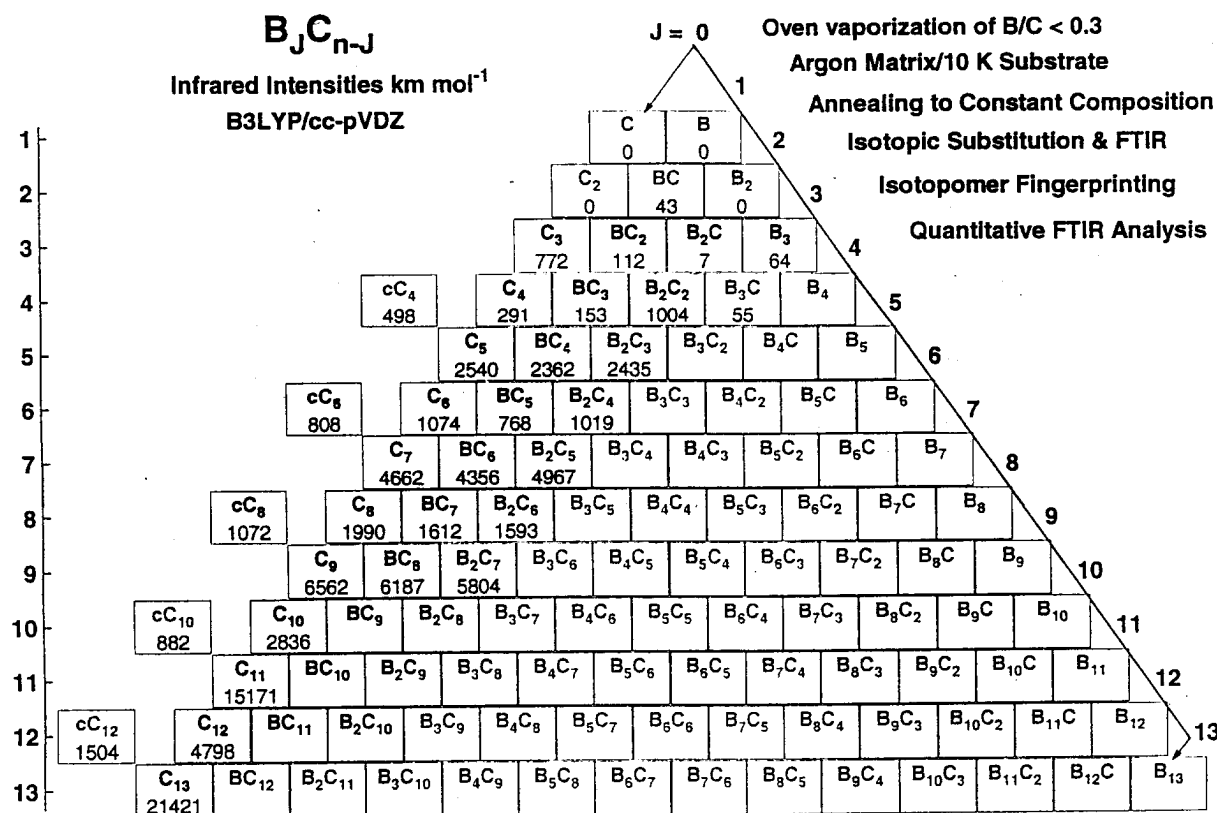 B_J C_{n-J}
Infrared Intensities km mol⁻¹
B3LYP/cc-pVDZ
Oven vaporization of B/C < 0.3
Argon Matrix/10 K Substrate
Annealing to Constant Composition
Isotopic Substitution & FTIR
Isotopomer Fingerprinting
Quantitative FTIR Analysis
J = 0
1
2
3
4
5
6
7
8
9
10
11
12
13
1 C B
0 0
2 C₂ BC B₂
0 43 0
3 C₃ BC₂ B₂C B₃
772 112 7 64
4 cC₄ C₄ BC₃ B₂C₂ B₃C B₄
498 291 153 1004 55
5 C₅ BC₄ B₂C₃ B₃C₂ B₄C B₅
2540 2362 2435
6 cC₆ C₆ BC₅ B₂C₄ B₃C₃ B₄C₂ B₅C B₆
808 1074 768 1019
7 C₇ BC₆ B₂C₅ B₃C₄ B₄C₃ B₅C₂ B₆C B₇
4662 4356 4967
8 cC₈ C₈ BC₇ B₂C₆ B₃C₅ B₄C₄ B₅C₃ B₆C₂ B₇C B₈
1072 1990 1612 1593
9 C₉ BC₈ B₂C₇ B₃C₆ B₄C₅ B₅C₄ B₆C₃ B₇C₂ B₈C B₉
6562 6187 5804
10 cC₁₀ C₁₀ BC₉ B₂C₈ B₃C₇ B₄C₆ B₅C₅ B₆C₄ B₇C₃ B₈C₂ B₉C B₁₀
882 2836
11 C₁₁ BC₁₀ B₂C₉ B₃C₈ B₄C₇ B₅C₆ B₆C₅ B₇C₄ B₈C₃ B₉C₂ B₁₀C B₁₁
15171
12 cC₁₂ C₁₂ BC₁₁ B₂C₁₀ B₃C₉ B₄C₈ B₅C₇ B₆C₆ B₇C₅ B₈C₄ B₉C₃ B₁₀C₂ B₁₁C B₁₂
1504 4798
13 C₁₃ BC₁₂ B₂C₁₁ B₃C₁₀ B₄C₉ B₅C₈ B₆C₇ B₇C₆ B₈C₅ B₉C₄ B₁₀C₃ B₁₁C₂ B₁₂C B₁₃
21421